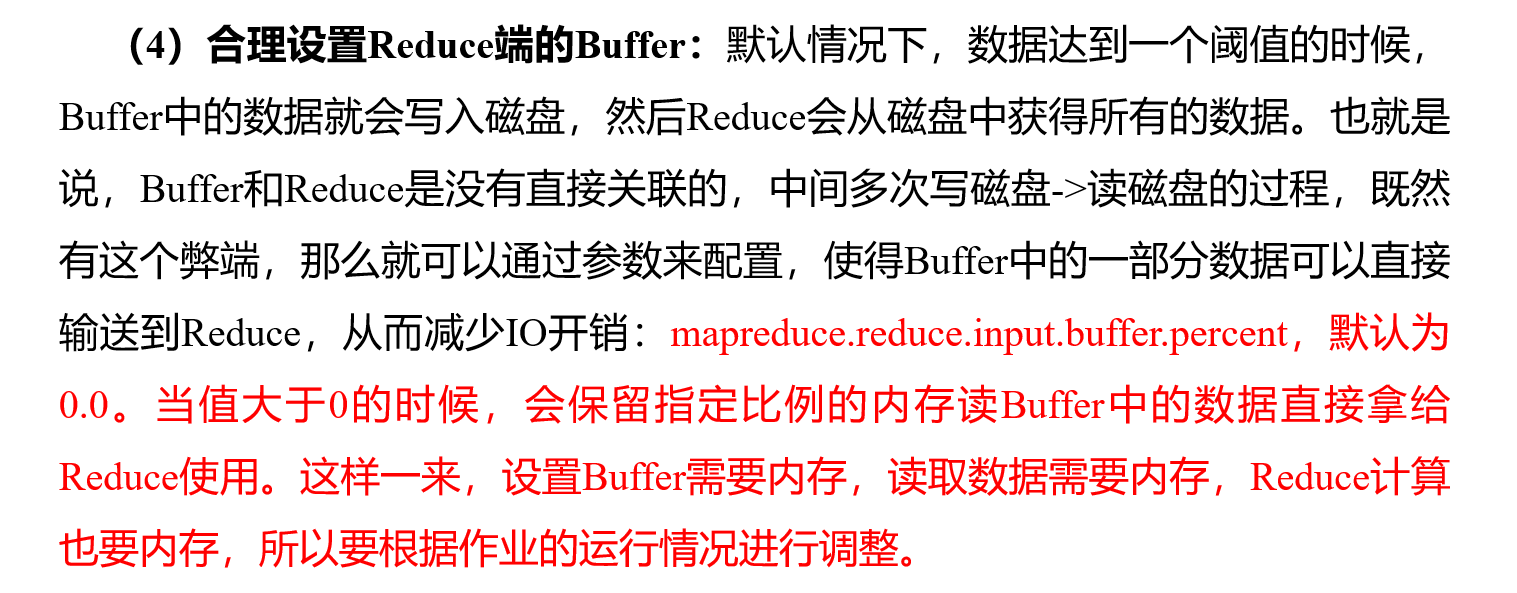 （4）合理设置Reduce端的Buffer：默认情况下，数据达到一个阈值的时候，
Buffer中的数据就会写入磁盘，然后Reduce会从磁盘中获得所有的数据。也就是
说，Buffer和Reduce是没有直接关联的，中间多次写磁盘->读磁盘的过程，既然
有这个弊端，那么就可以通过参数来配置，使得Buffer中的一部分数据可以直接
输送到Reduce，从而减少IO开销：mapreduce.reduce.input.buffer.percent，默认为
0.0。当值大于0的时候，会保留指定比例的内存读Buffer中的数据直接拿给
Reduce使用。这样一来，设置Buffer需要内存，读取数据需要内存，Reduce计算
也要内存，所以要根据作业的运行情况进行调整。